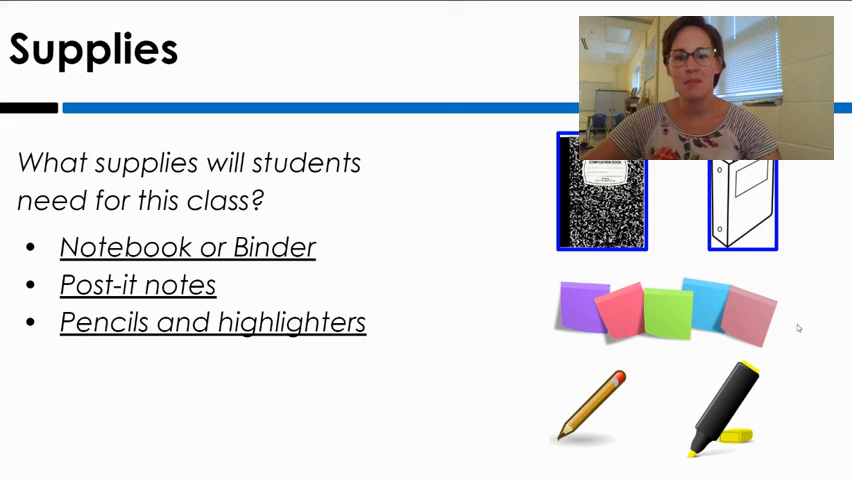 Supplies
What supplies will students
need for this class?
• Notebook or Binder
• Post-it notes
• Pencils and highlighters
COMPOSITION BOOK